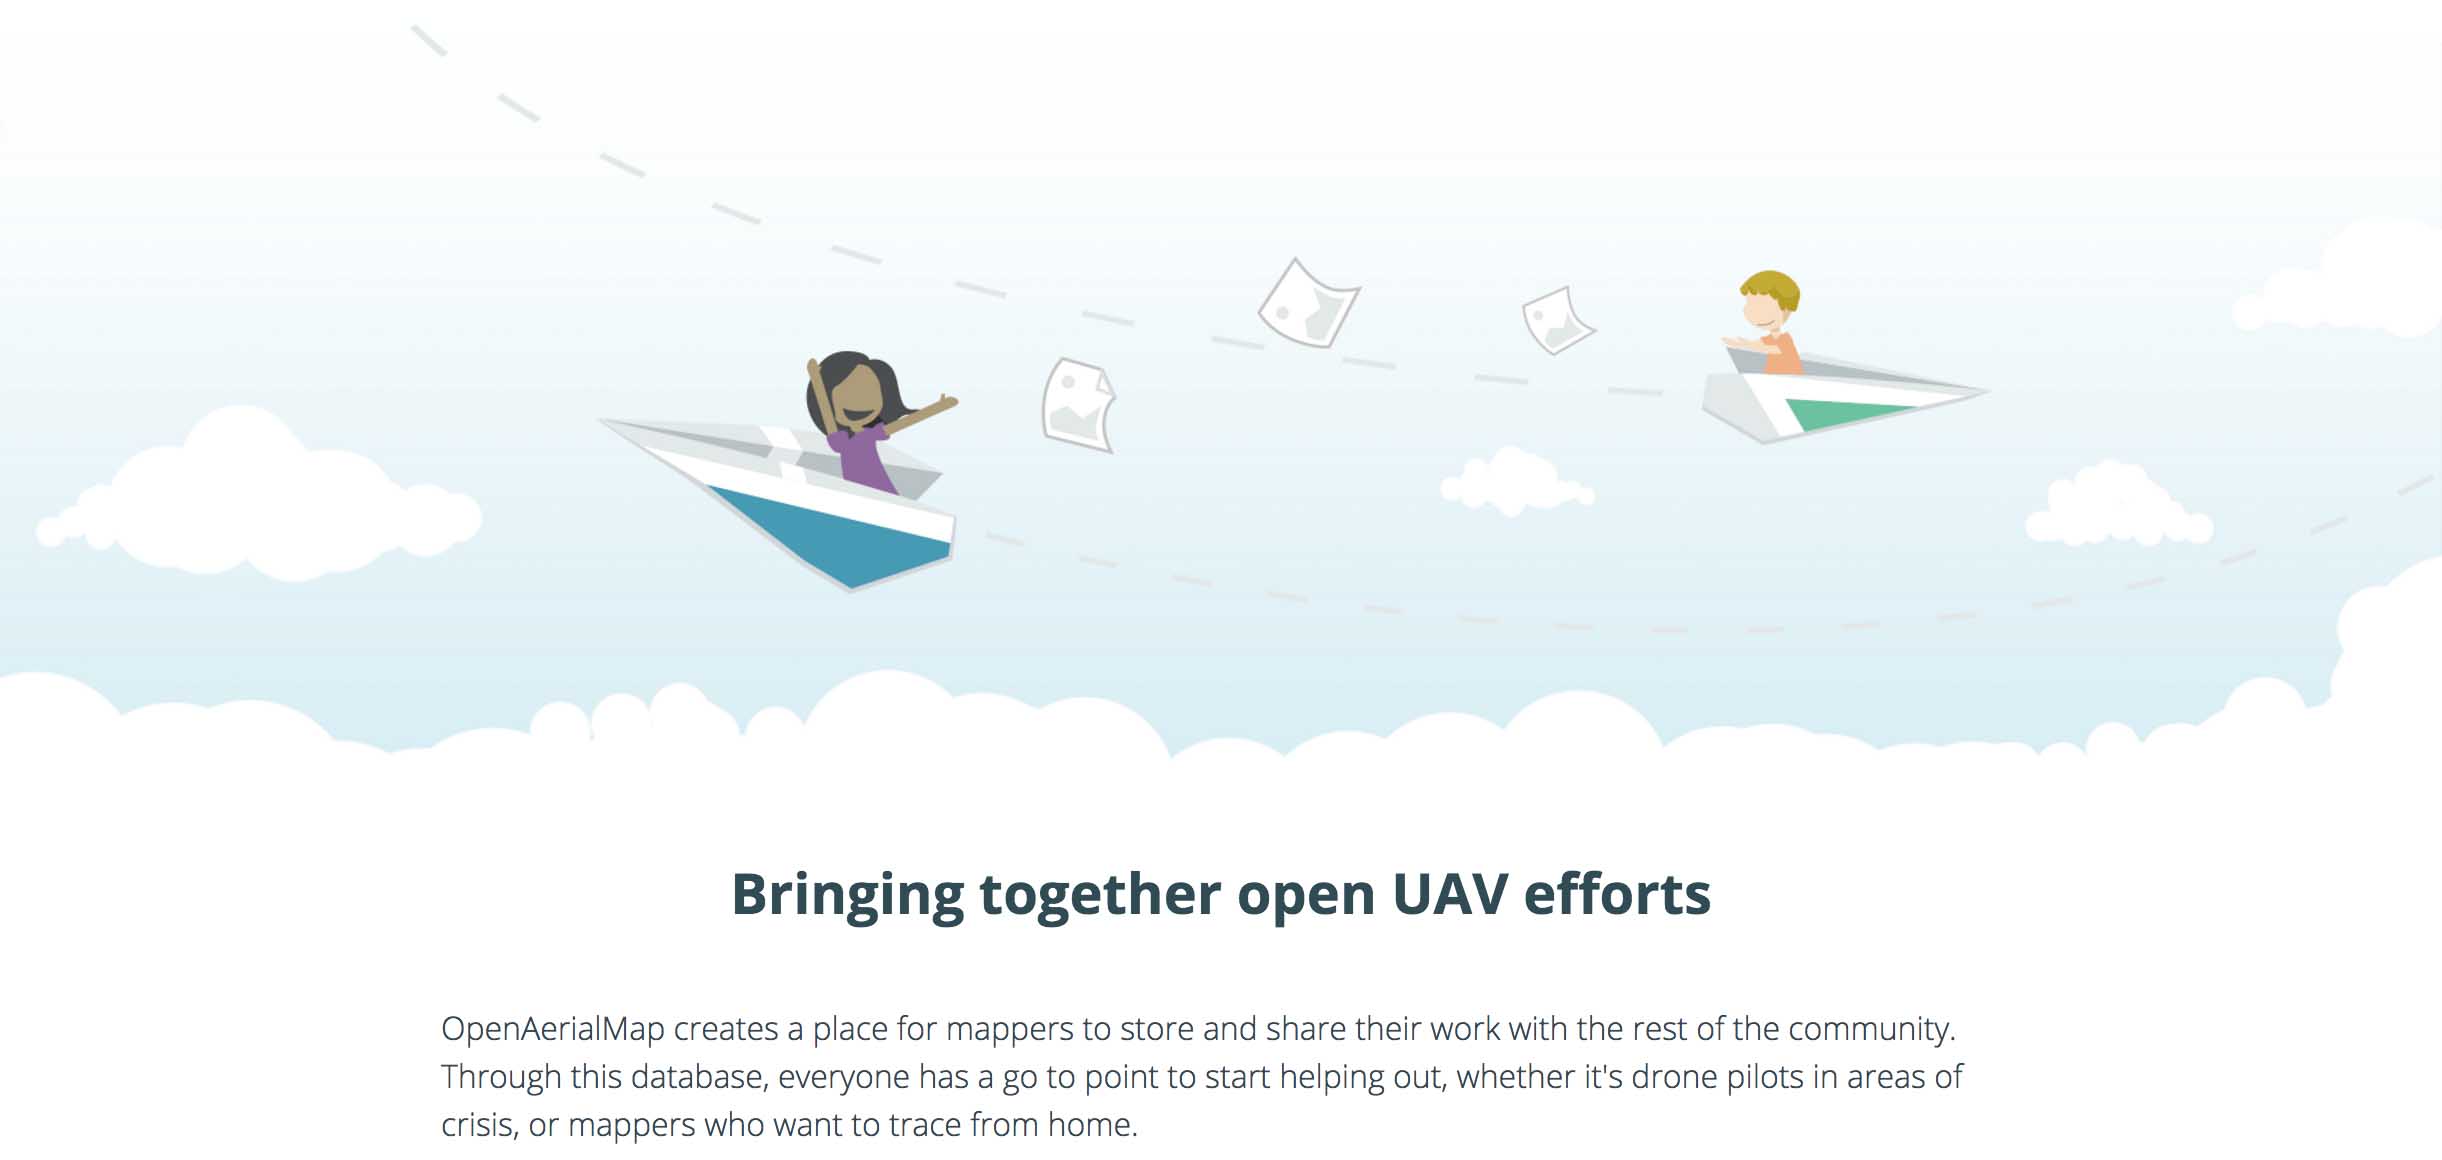 Bringing together open UAV efforts
OpenAerialMap creates a place for mappers to store and share their work with the rest of the community.
Through this database, everyone has a go to point to start helping out, whether it's drone pilots in areas of
crisis, or mappers who want to trace from home.